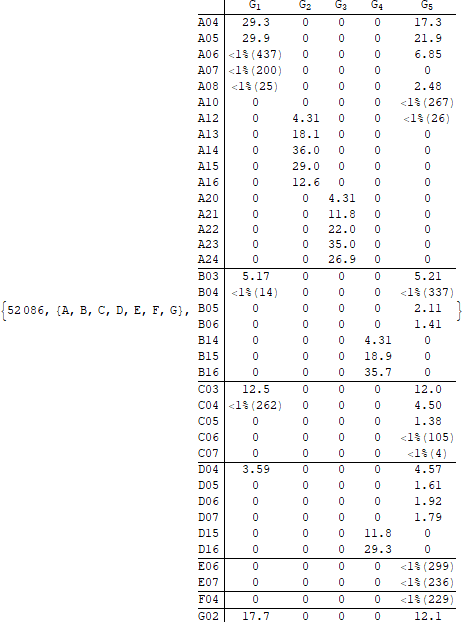 G₁ G₂ G₃ G₄ G₅
A04 29.3 0 0 0 17.3
A05 29.9 0 0 0 21.9
A06 <1%(437) 0 0 0 6.85
A07 <1%(200) 0 0 0 0
A08 <1%(25) 0 0 0 2.48
A10 0 0 0 0 <1%(267)
A12 0 4.31 0 0 <1%(26)
A13 0 18.1 0 0 0
A14 0 36.0 0 0 0
A15 0 29.0 0 0 0
A16 0 12.6 0 0 0
A20 0 0 4.31 0 0
A21 0 0 11.8 0 0
A22 0 0 22.0 0 0
A23 0 0 35.0 0 0
A24 0 0 26.9 0 0
B03 5.17 0 0 0 5.21
B04 <1%(14) 0 0 0 <1%(337)
{52086, {A, B, C, D, E, F, G}, B05 0 0 0 0 2.11 }
B06 0 0 0 0 1.41
B14 0 0 0 4.31 0
B15 0 0 0 18.9 0
B16 0 0 0 35.7 0
C03 12.5 0 0 0 12.0
C04 <1%(262) 0 0 0 4.50
C05 0 0 0 0 1.38
C06 0 0 0 0 <1%(105)
C07 0 0 0 0 <1%(4)
D04 3.59 0 0 0 4.57
D05 0 0 0 0 1.61
D06 0 0 0 0 1.92
D07 0 0 0 0 1.79
D15 0 0 0 11.8 0
D16 0 0 0 29.3 0
E06 0 0 0 0 <1%(299)
E07 0 0 0 0 <1%(236)
F04 0 0 0 0 <1%(229)
G02 17.7 0 0 0 12.1